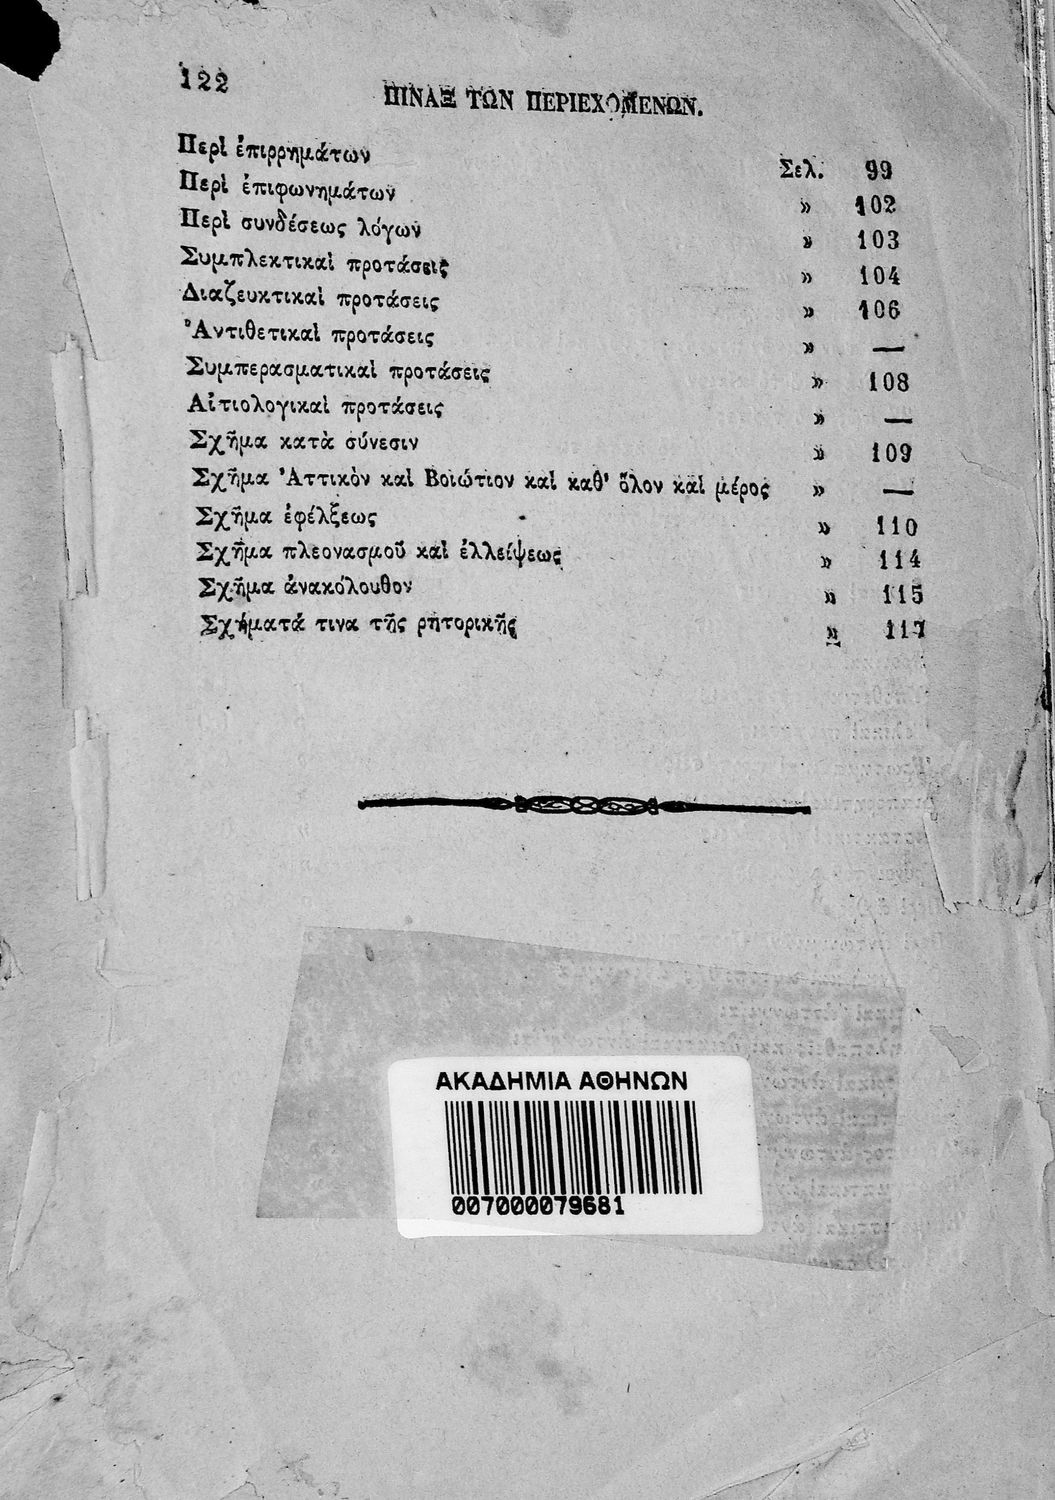 122
ΠΙΝΑΞ ΤΩΝ ΠΕΡΙΕΧΟΜΕΝΩΝ.
Περὶ ἐπιρρημάτων Σελ. 99
Περὶ ἐπιφωνημάτων » 102
Περὶ συνδέσεως λόγων » 103
Συμπλεκτικαὶ προτάσεις » 104
Διαζευκτικαὶ προτάσεις » 106
Ἀντιθετικαὶ προτάσεις » —
Συμπερασματικαὶ προτάσεις » 108
Αἰτιολογικαὶ προτάσεις » —
Σχῆμα κατὰ σύνεσιν » 109
Σχῆμα Ἀττικὸν καὶ Βοιώτιον καὶ καθ' ὅλον καὶ μέρος » —
Σχῆμα ἐφέλξεως » 110
Σχῆμα πλεονασμοῦ καὶ ἐλλείψεως » 114
Σχῆμα ἀνακόλουθον » 115
Σχήματά τινα τῆς ρητορικῆς » 117
ΑΚΑΔΗΜΙΑ ΑΘΗΝΩΝ
007000079681